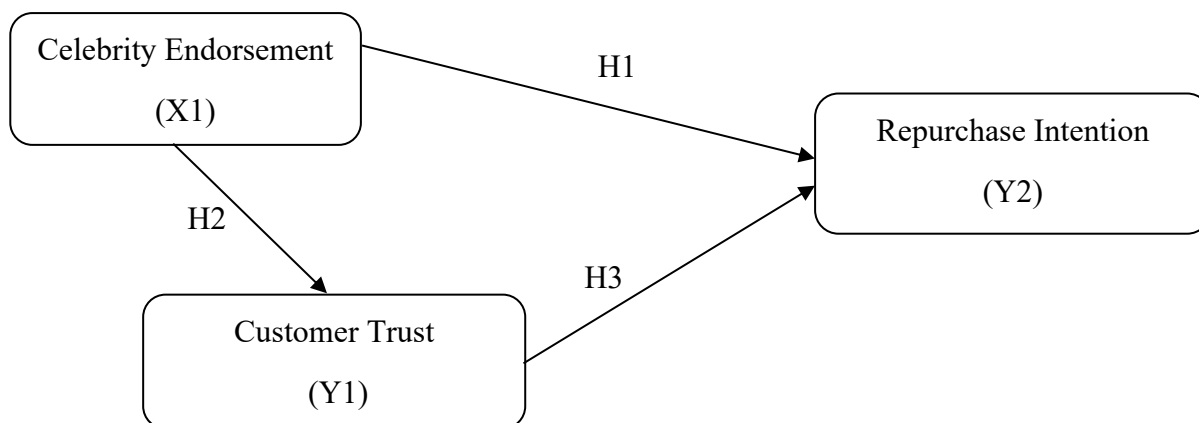 Celebrity Endorsement
(X1)
H1
Repurchase Intention
(Y2)
H2
H3
Customer Trust
(Y1)